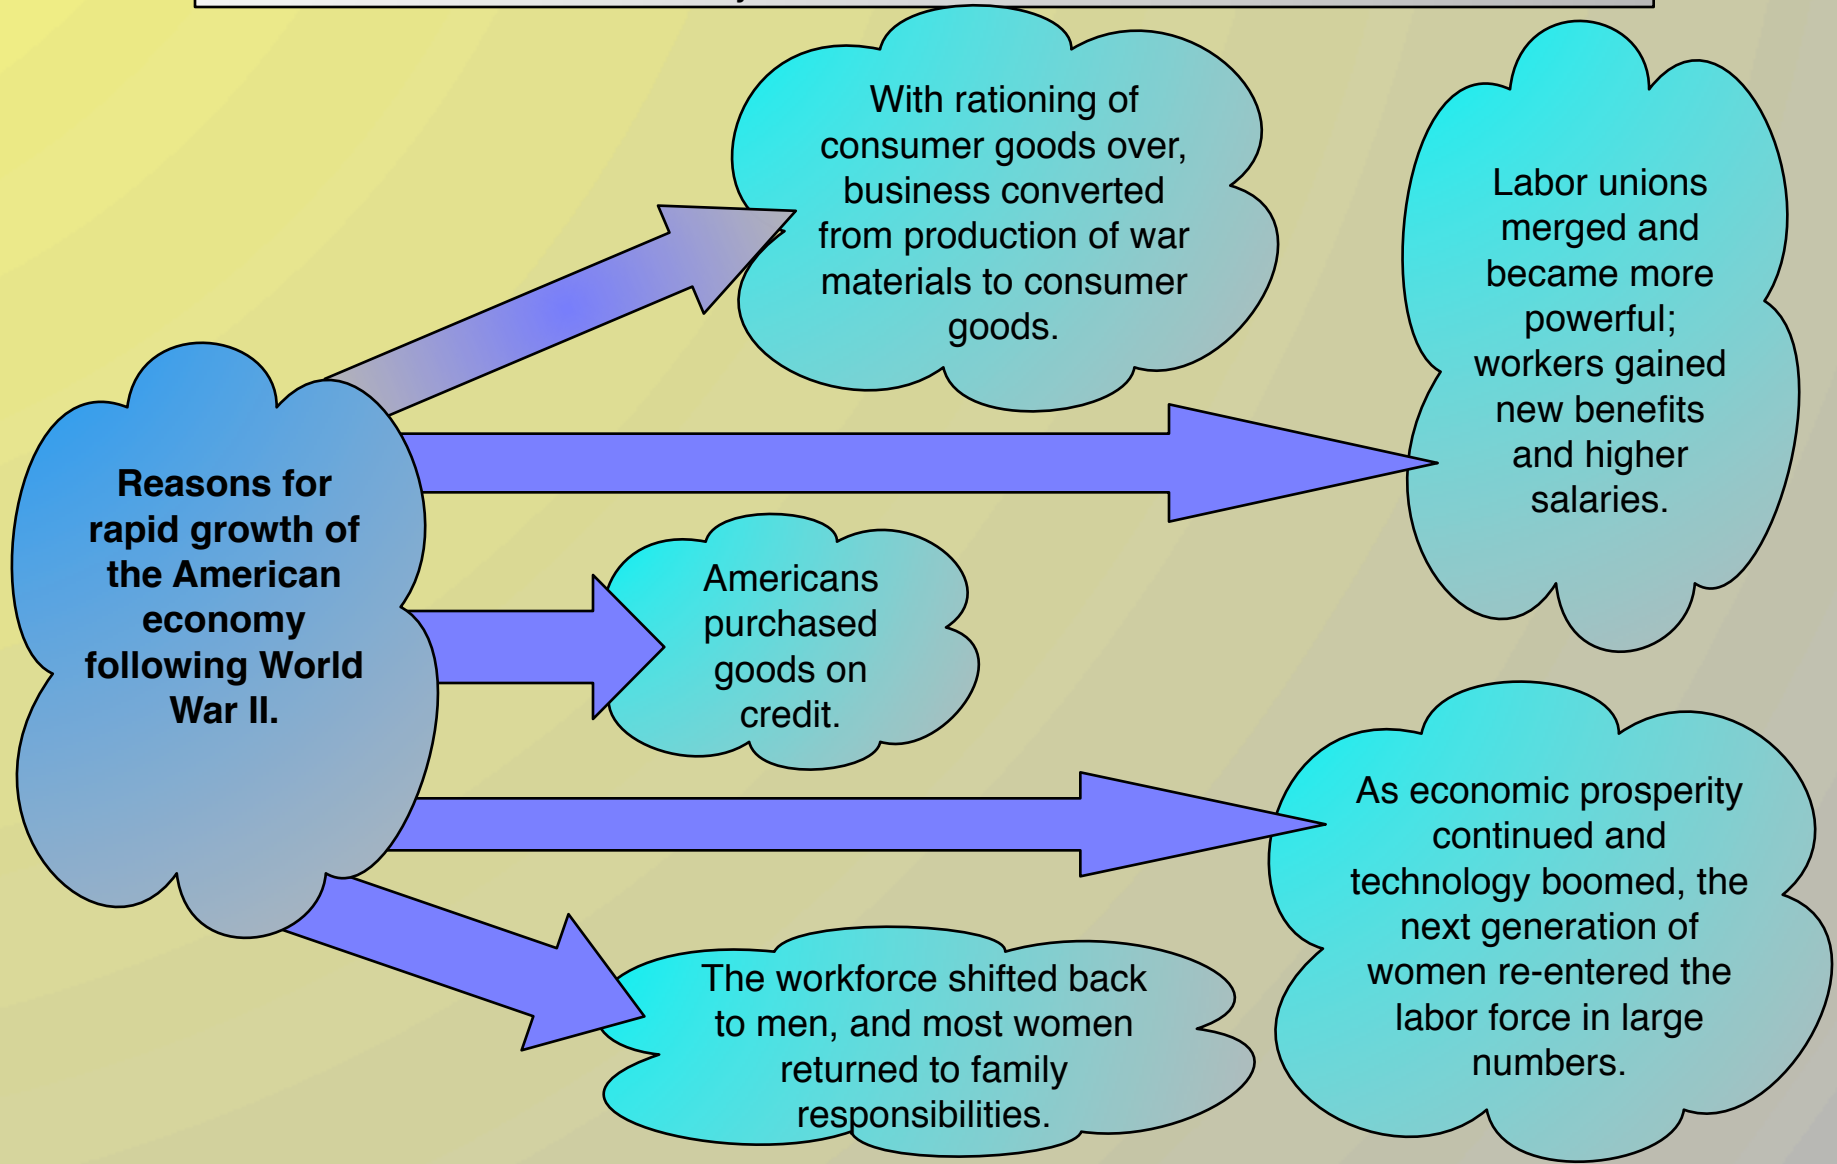 With rationing of
consumer goods over,
business converted
from production of war
materials to consumer
goods.
Labor unions
merged and
became more
powerful;
workers gained
new benefits
and higher
salaries.
Reasons for
rapid growth of
the American
economy
following World
War II.
Americans
purchased
goods on
credit.
As economic prosperity
continued and
technology boomed, the
next generation of
women re-entered the
labor force in large
numbers.
The workforce shifted back
to men, and most women
returned to family
responsibilities.